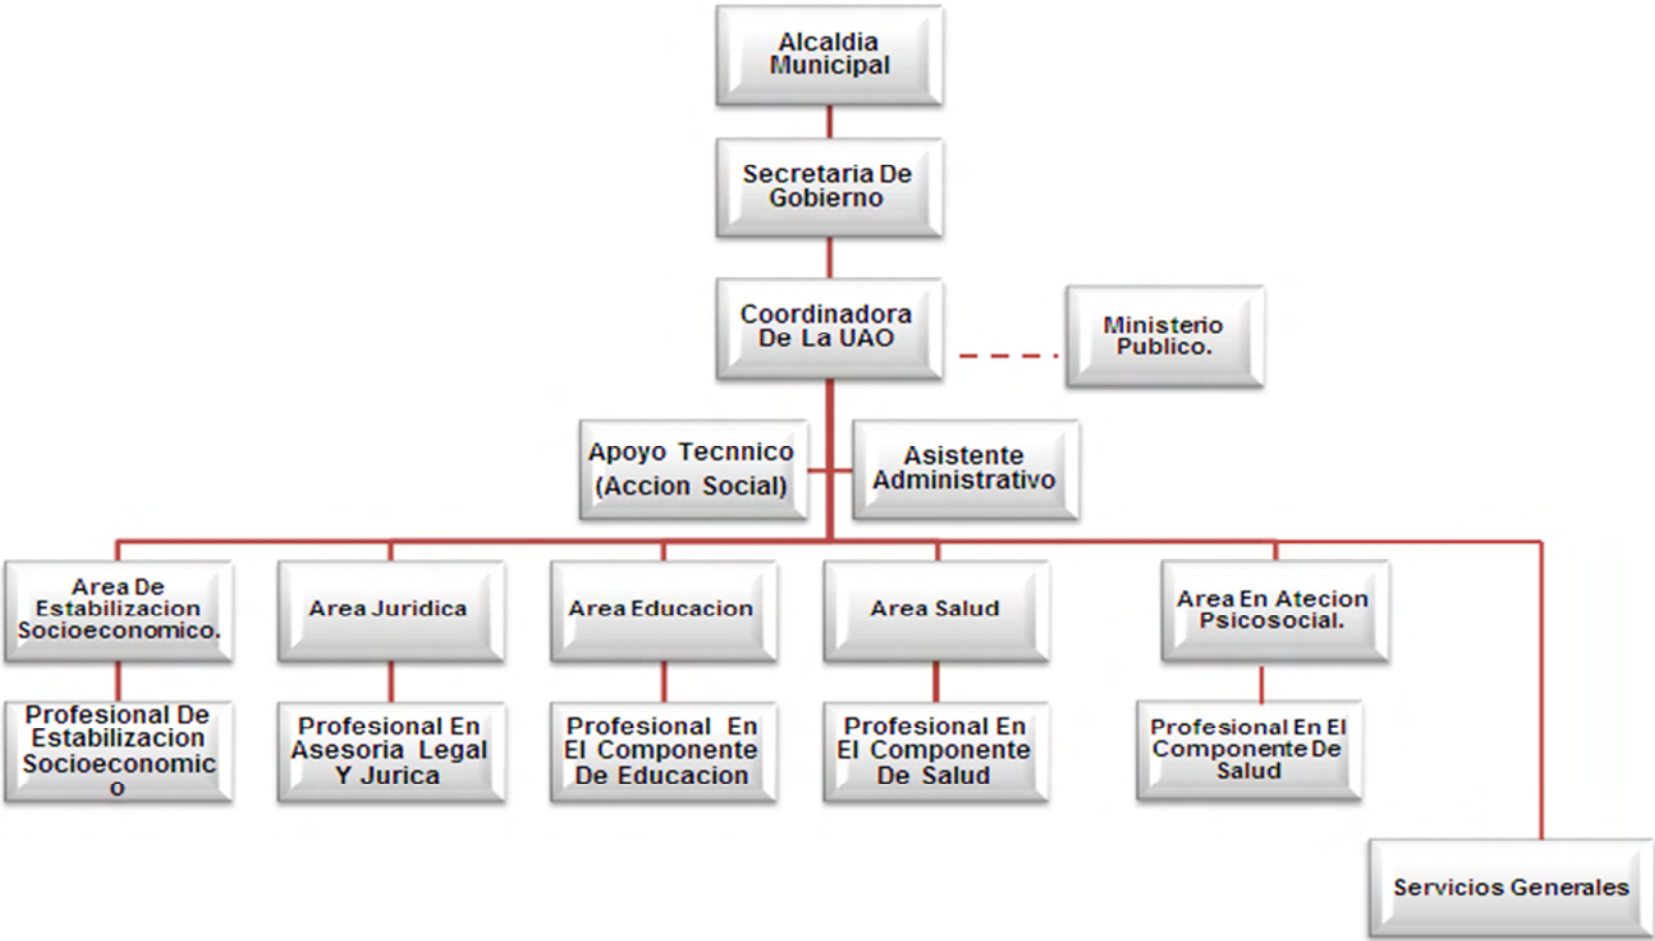 Alcaldia
Municipal
Secretaria De
Gobierno
Coordinadora
De La UAO
Ministerio
Publico.
Apoyo Tecnnico
(Accion Social)
Asistente
Administrativo
Area De
Estabilizacion
Socioeconomico.
Area Juridica
Area Educacion
Area Salud
Area En Atecion
Psicosocial.
Profesional De
Estabilizacion
Socioeconomic
o
Profesional En
Asesoria Legal
Y Jurica
Profesional En
El Componente
De Educacion
Profesional En
El Componente
De Salud
Profesional En El
Componente De
Salud
Servicios Generales